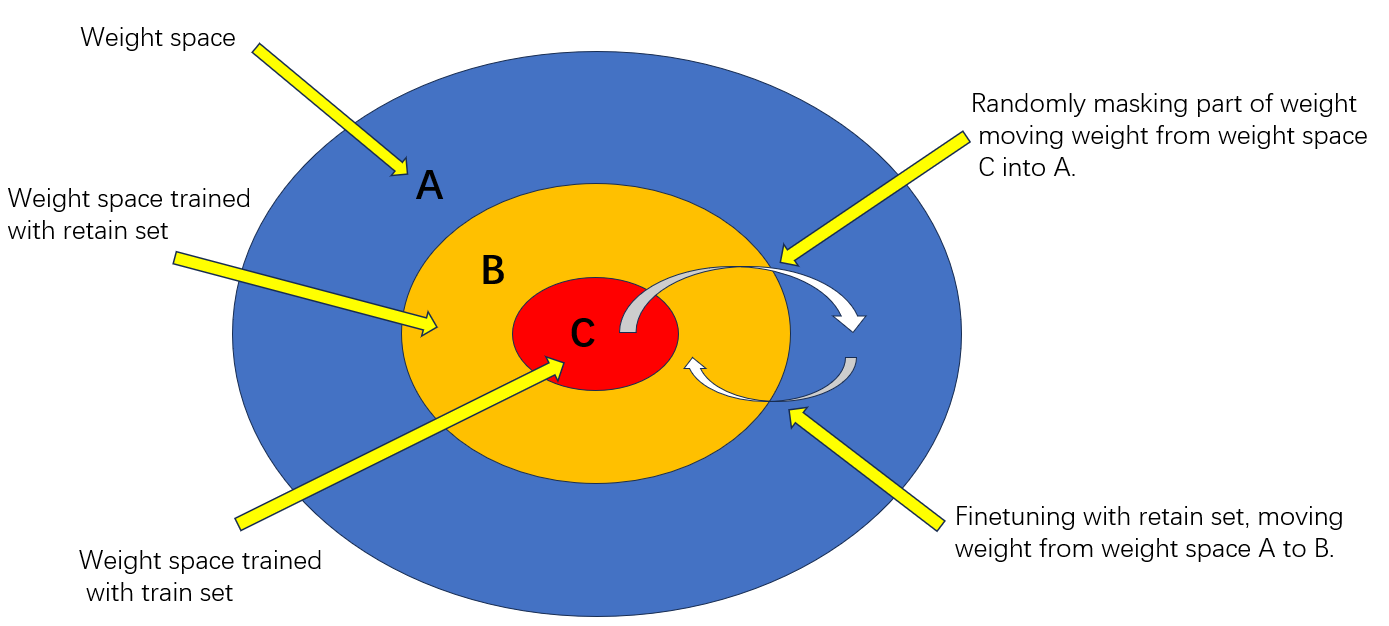 Weight space
Randomly masking part of weight
moving weight from weight space
C into A.
A
Weight space trained
with retain set
B
C
Finetuning with retain set, moving
weight from weight space A to B.
Weight space trained
with train set